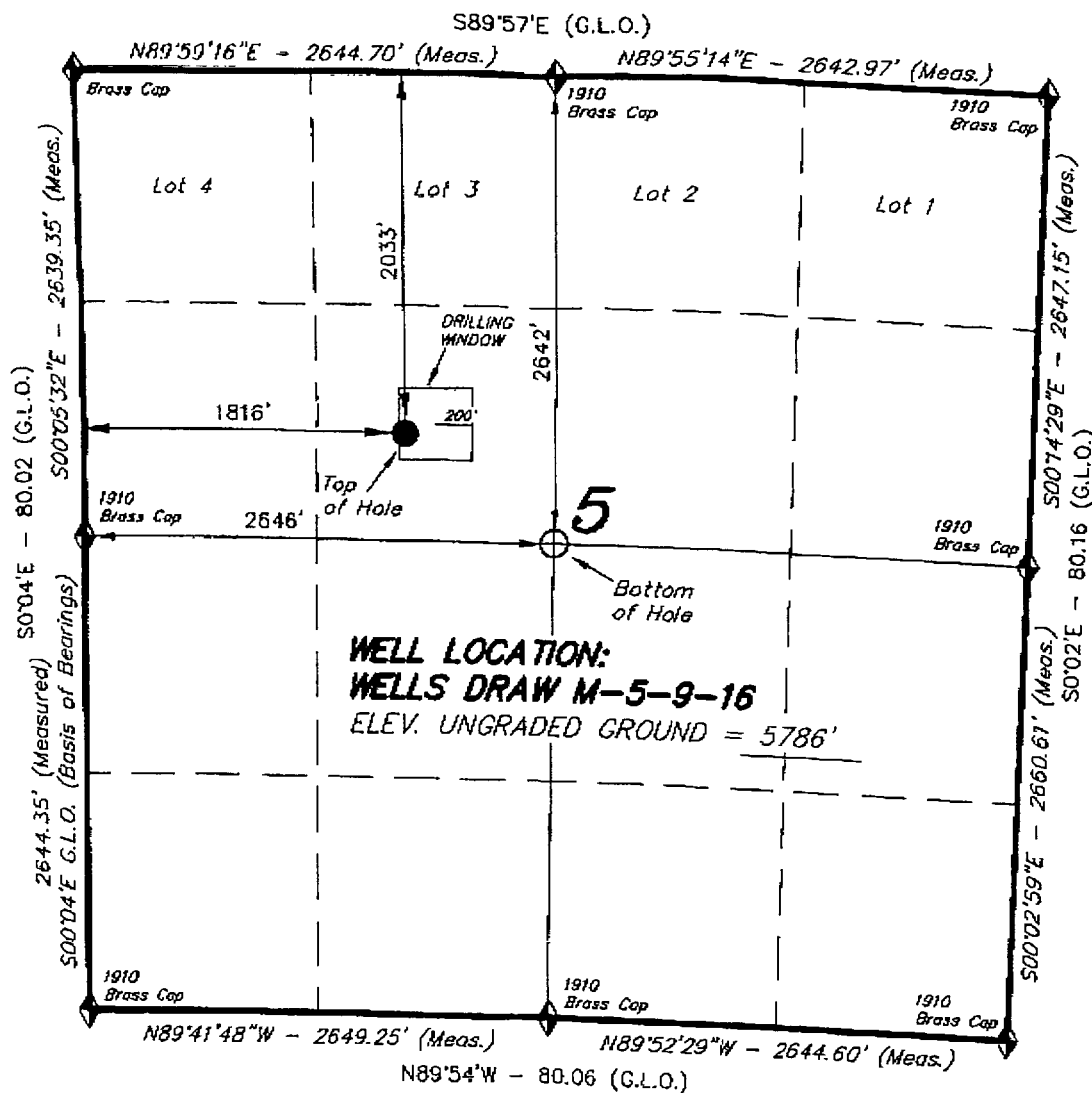 S89°57'E (G.L.O.)
N89°59'16"E - 2644.70' (Meas.)
N89°55'14"E - 2642.97' (Meas.)
Brass Cap
1910
Brass Cap
1910
Brass Cap
Lot 4
Lot 3
Lot 2
Lot 1
2033'
2642'
S00°05'32"E - 2639.35' (Meas.)
S00°14'29"E - 2647.15' (Meas.)
DRILLING
WINDOW
200'
1816'
Top
of Hole
S0°04'E - 80.02 (G.L.O.)
S0°02'E - 80.16 (G.L.O.)
1910
Brass Cap
2646'
5
1910
Brass Cap
Bottom
of Hole
WELL LOCATION:
WELLS DRAW M-5-9-16
ELEV. UNGRADED GROUND = 5786'
2644.35' (Measured)
S00°04'E G.L.O. (Basis of Bearings)
S00°02'59"E - 2660.61' (Meas.)
1910
Brass Cap
1910
Brass Cap
1910
Brass Cap
N89°41'48"W - 2649.25' (Meas.)
N89°52'29"W - 2644.60' (Meas.)
N89°54'W - 80.06 (G.L.O.)